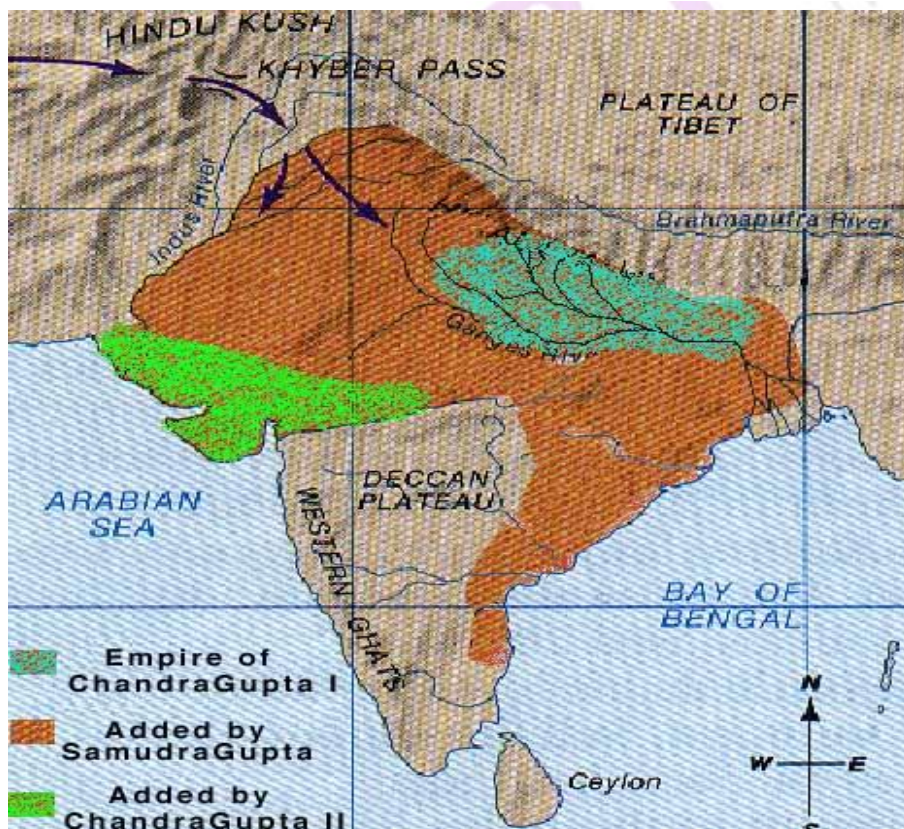 HINDU KUSH
KHYBER PASS
PLATEAU OF
TIBET
Indus River
Brahmaputra River
Ganges River
DECCAN
PLATEAU
ARABIAN
SEA
WESTERN GHATS
BAY OF
BENGAL
Empire of
ChandraGupta I
Added by
SamudraGupta
Added by
ChandraGupta II
Ceylon
N
W
E
S